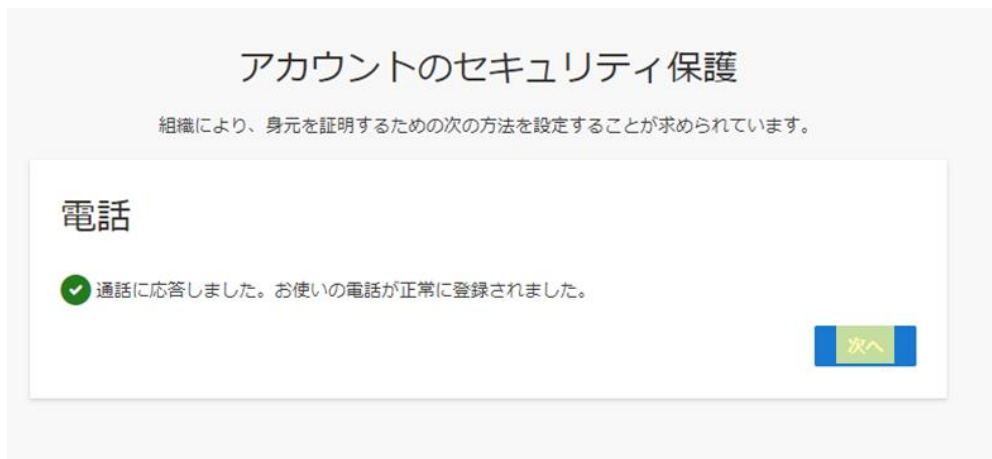 アカウントのセキュリティ保護
組織により、身元を証明するための次の方法を設定することが求められています。
電話
通話に応答しました。お使いの電話が正常に登録されました。
次へ